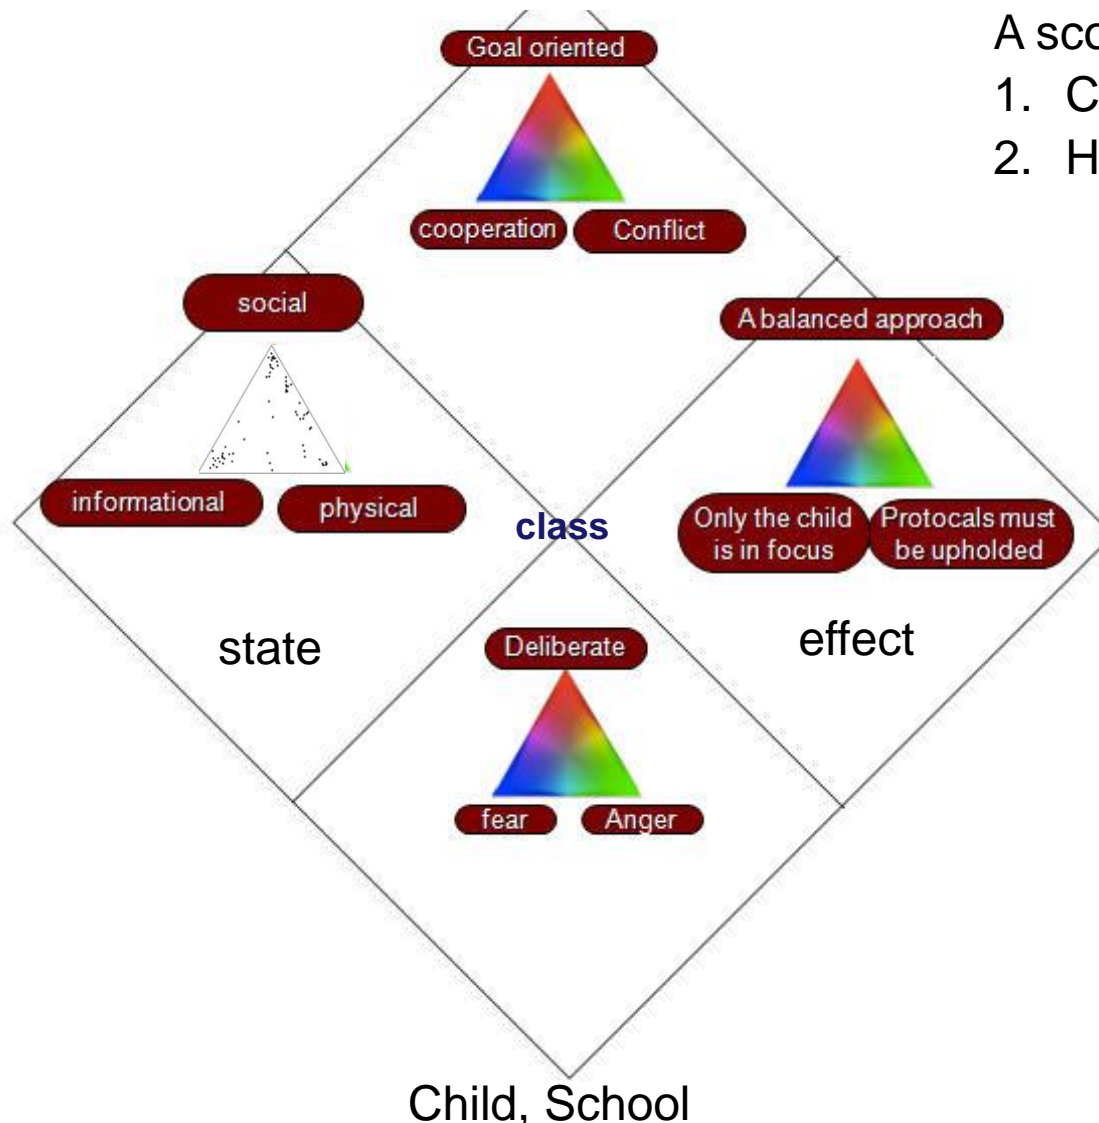 Goal oriented
A sco
1. C
2. H
cooperation
Conflict
social
A balanced approach
informational
physical
class
Only the child
is in focus
Protocals must
be upholded
state
effect
Deliberate
fear
Anger
Child, School